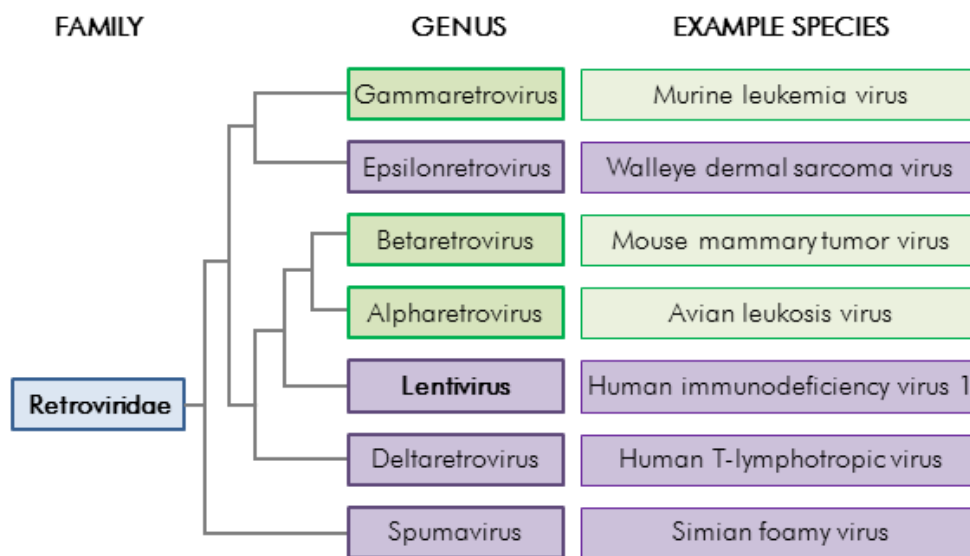 FAMILY GENUS EXAMPLE SPECIES
Gammaretrovirus Murine leukemia virus
Epsilonretrovirus Walleye dermal sarcoma virus
Betaretrovirus Mouse mammary tumor virus
Alpharetrovirus Avian leukosis virus
Lentivirus Human immunodeficiency virus 1
Retroviridae
Deltaretrovirus Human T-lymphotropic virus
Spumavirus Simian foamy virus